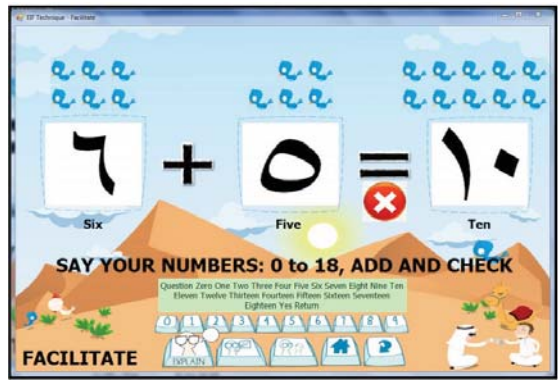 EIF Technique - Facilitate
٦ + ٥ = ١٠
Six Five Ten
SAY YOUR NUMBERS: 0 to 18, ADD AND CHECK
Question Zero One Two Three Four Five Six Seven Eight Nine Ten
Eleven Twelve Thirteen Fourteen Fifteen Sixteen Seventeen
Eighteen Yes Return
0 1 2 3 4 5 6 7 8 9
EXPLAIN
FACILITATE